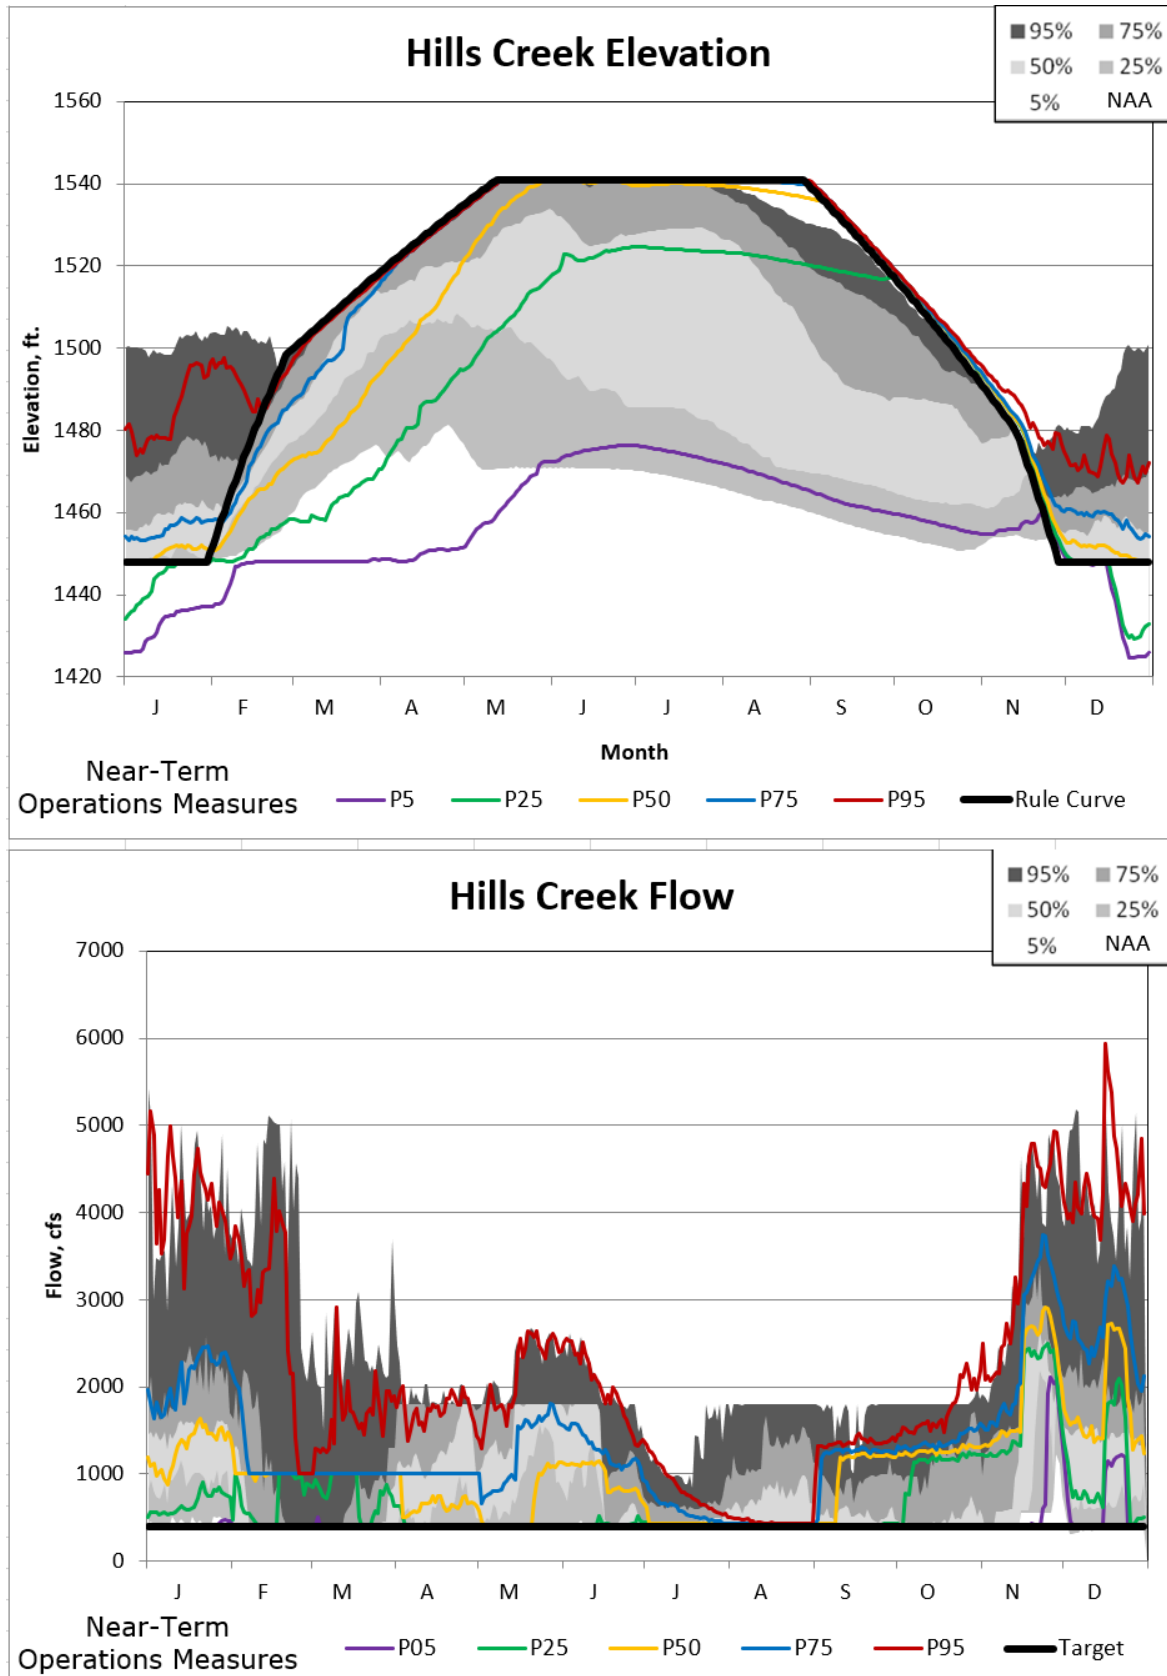 Hills Creek Elevation
95% 75%
50% 25%
5% NAA
1560
1540
1520
1500
1480
1460
1440
1420
Elevation, ft.
J F M A M J J A S O N D
Month
Near-Term
Operations Measures
P5 P25 P50 P75 P95 Rule Curve
Hills Creek Flow
95% 75%
50% 25%
5% NAA
7000
6000
5000
4000
3000
2000
1000
0
Flow, cfs
J F M A M J J A S O N D
Near-Term
Operations Measures
P05 P25 P50 P75 P95 Target